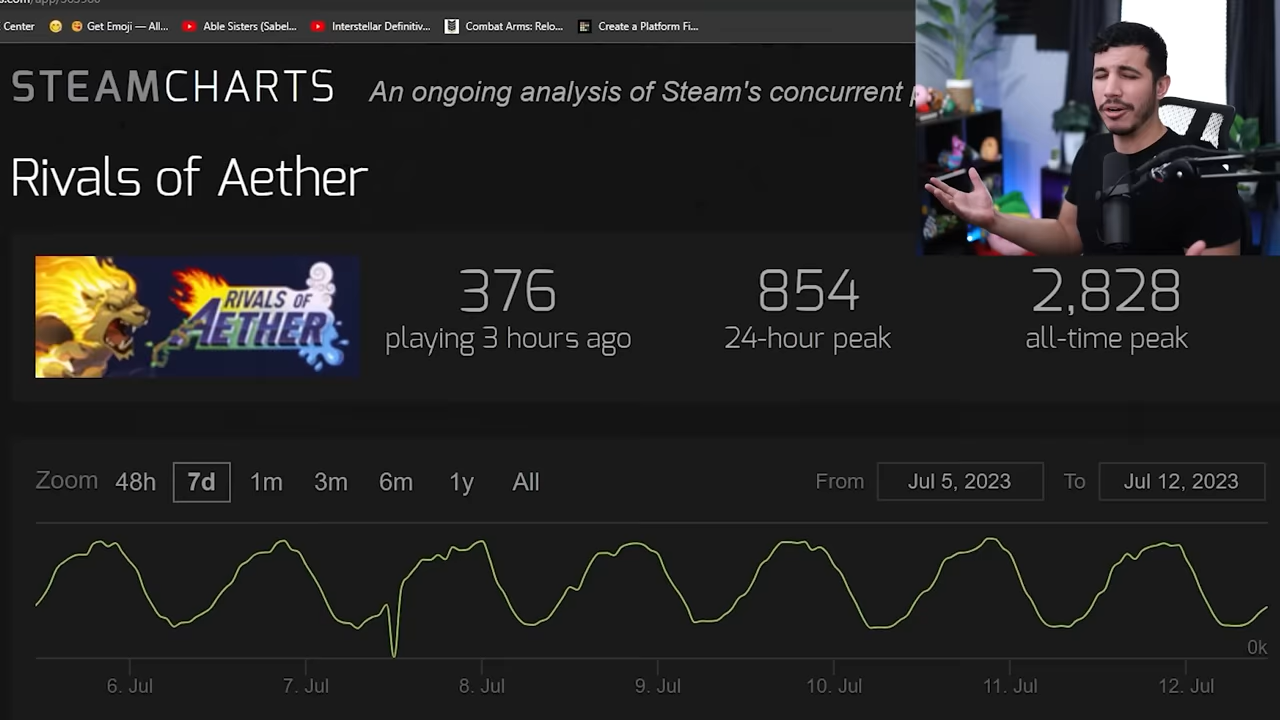 Center
Get Emoji — All...
Able Sisters (Sabel...
Interstellar Definitiv...
Combat Arms: Relo...
Create a Platform Fi...
STEAMCHARTS
An ongoing analysis of Steam's concurrent
Rivals of Aether
RIVALS OF
AETHER
376
playing 3 hours ago
854
24-hour peak
2,828
all-time peak
Zoom 48h 7d 1m 3m 6m 1y All
From Jul 5, 2023 To Jul 12, 2023
0k
6. Jul 7. Jul 8. Jul 9. Jul 10. Jul 11. Jul 12. Jul